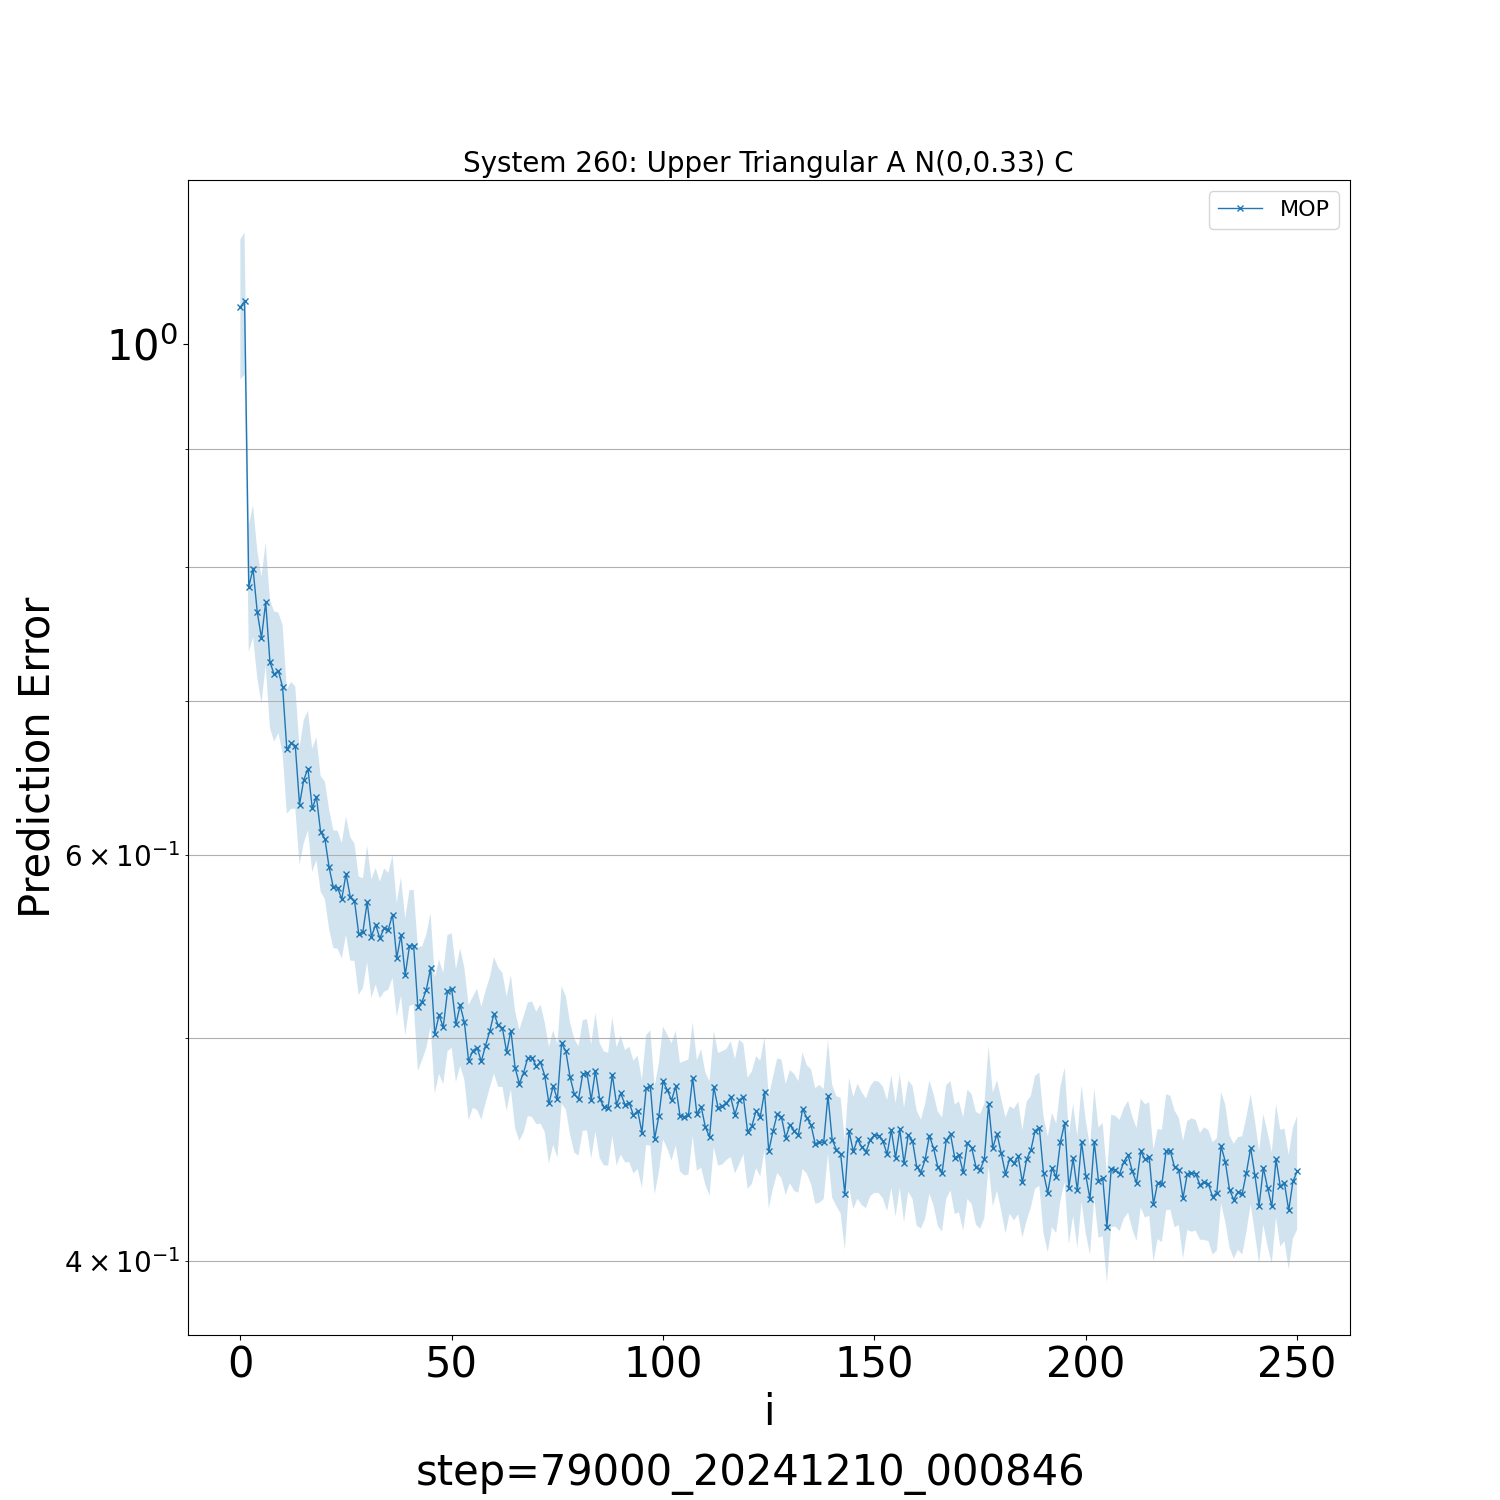 System 260: Upper Triangular A N(0,0.33) C
MOP
10⁰
6 × 10⁻¹
4 × 10⁻¹
Prediction Error
0 50 100 150 200 250
i
step=79000_20241210_000846